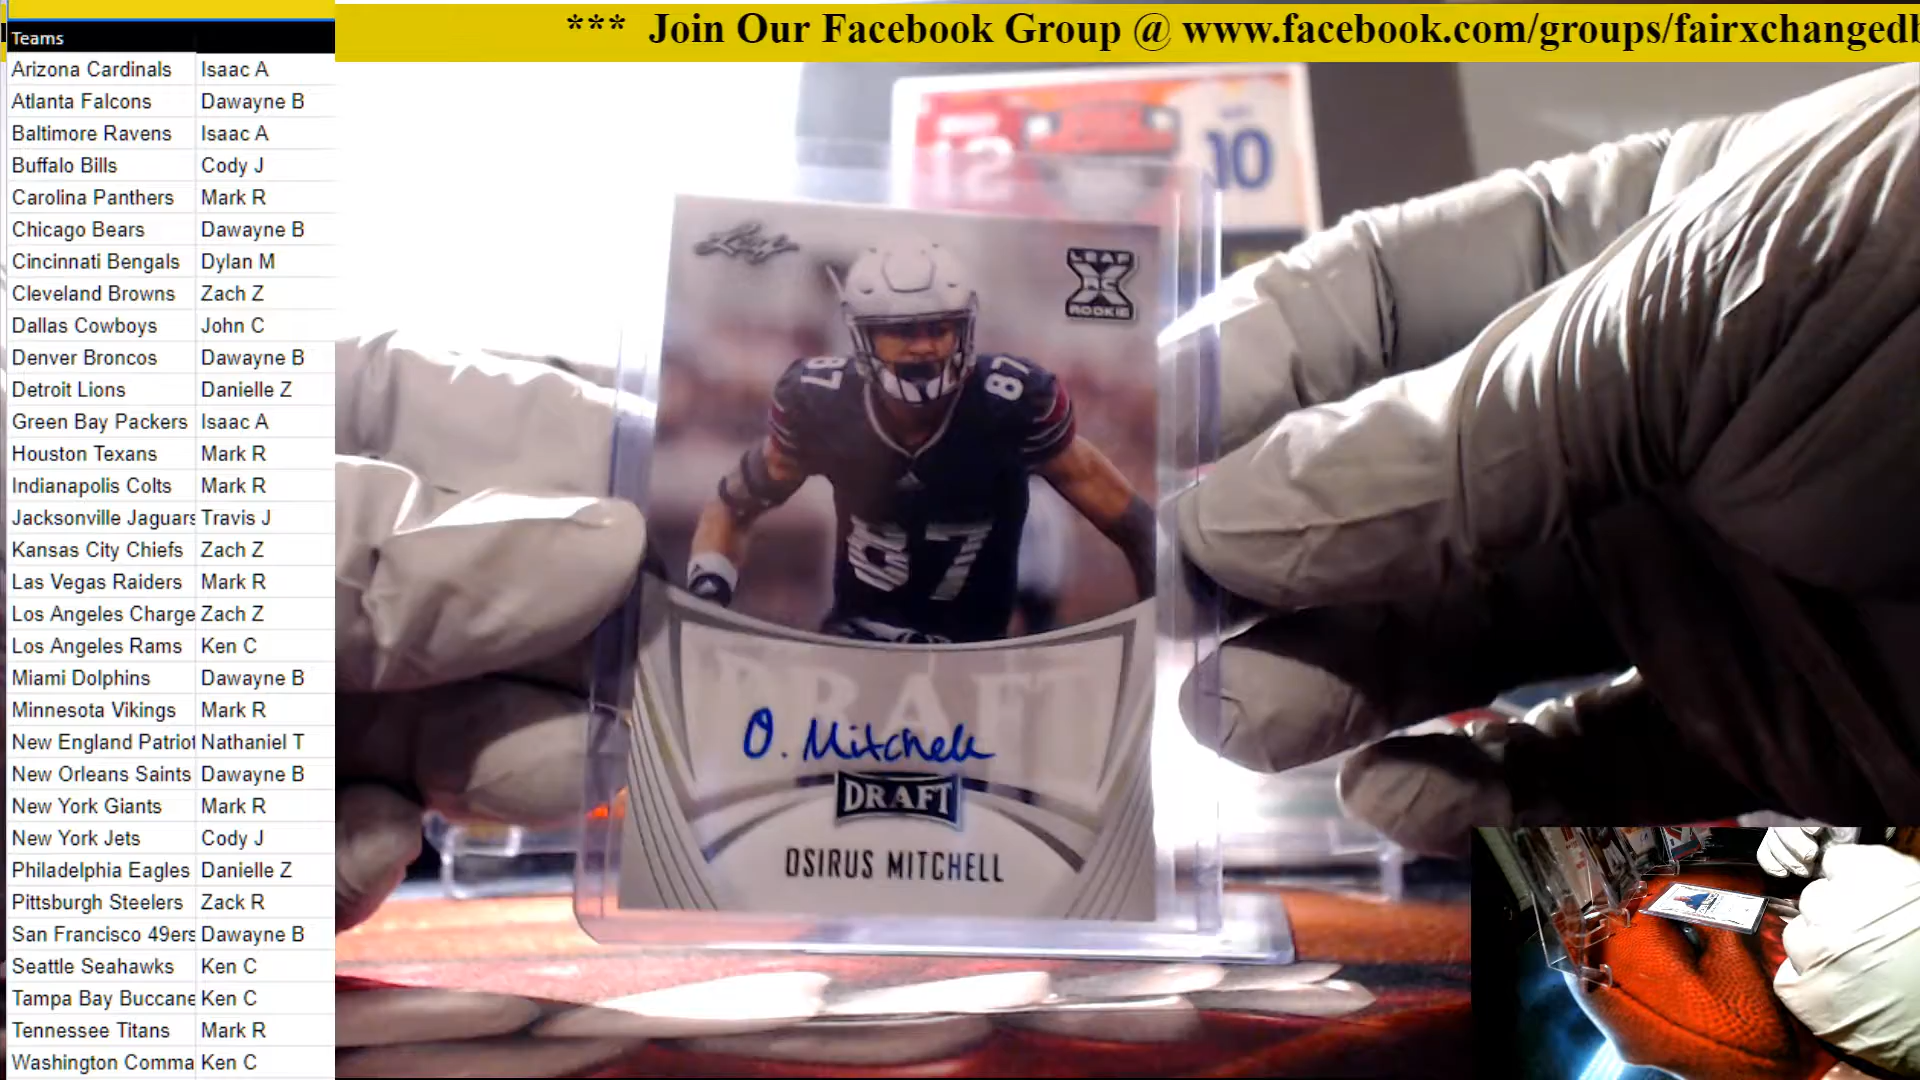 *** Join Our Facebook Group @ www.facebook.com/groups/fairxchangedb
Teams
Arizona Cardinals Isaac A
Atlanta Falcons Dawayne B
Baltimore Ravens Isaac A
Buffalo Bills Cody J
Carolina Panthers Mark R
Chicago Bears Dawayne B
Cincinnati Bengals Dylan M
Cleveland Browns Zach Z
Dallas Cowboys John C
Denver Broncos Dawayne B
Detroit Lions Danielle Z
Green Bay Packers Isaac A
Houston Texans Mark R
Indianapolis Colts Mark R
Jacksonville Jaguars Travis J
Kansas City Chiefs Zach Z
Las Vegas Raiders Mark R
Los Angeles Charge Zach Z
Los Angeles Rams Ken C
Miami Dolphins Dawayne B
Minnesota Vikings Mark R
New England Patriot Nathaniel T
New Orleans Saints Dawayne B
New York Giants Mark R
New York Jets Cody J
Philadelphia Eagles Danielle Z
Pittsburgh Steelers Zack R
San Francisco 49ers Dawayne B
Seattle Seahawks Ken C
Tampa Bay Buccane Ken C
Tennessee Titans Mark R
Washington Comma Ken C
12
10
Leaf
LEAF
X
RC
ROOKIE
87 87
87
DRAFT
O. Mitchell
DRAFT
OSIRUS MITCHELL